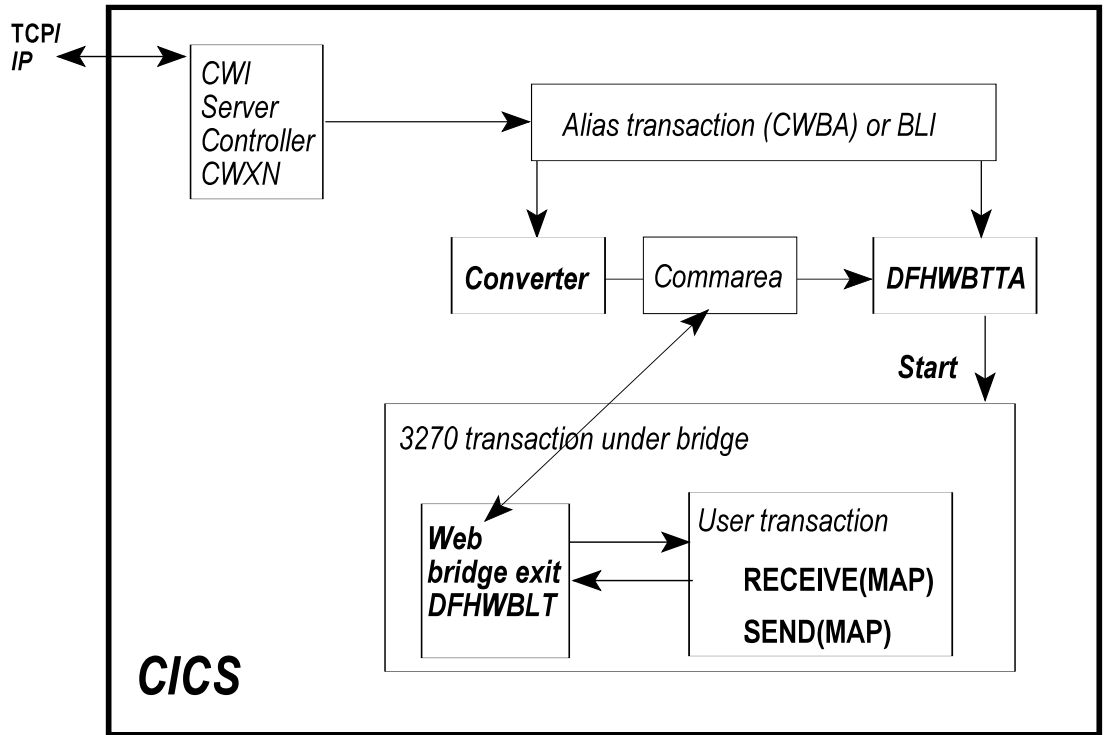 TCP/
IP
CWI
Server
Controller
CWXN
Alias transaction (CWBA) or BLI
Converter
Commarea
DFHWBTTA
Start
3270 transaction under bridge
Web
bridge exit
DFHWBLT
User transaction
RECEIVE(MAP)
SEND(MAP)
CICS